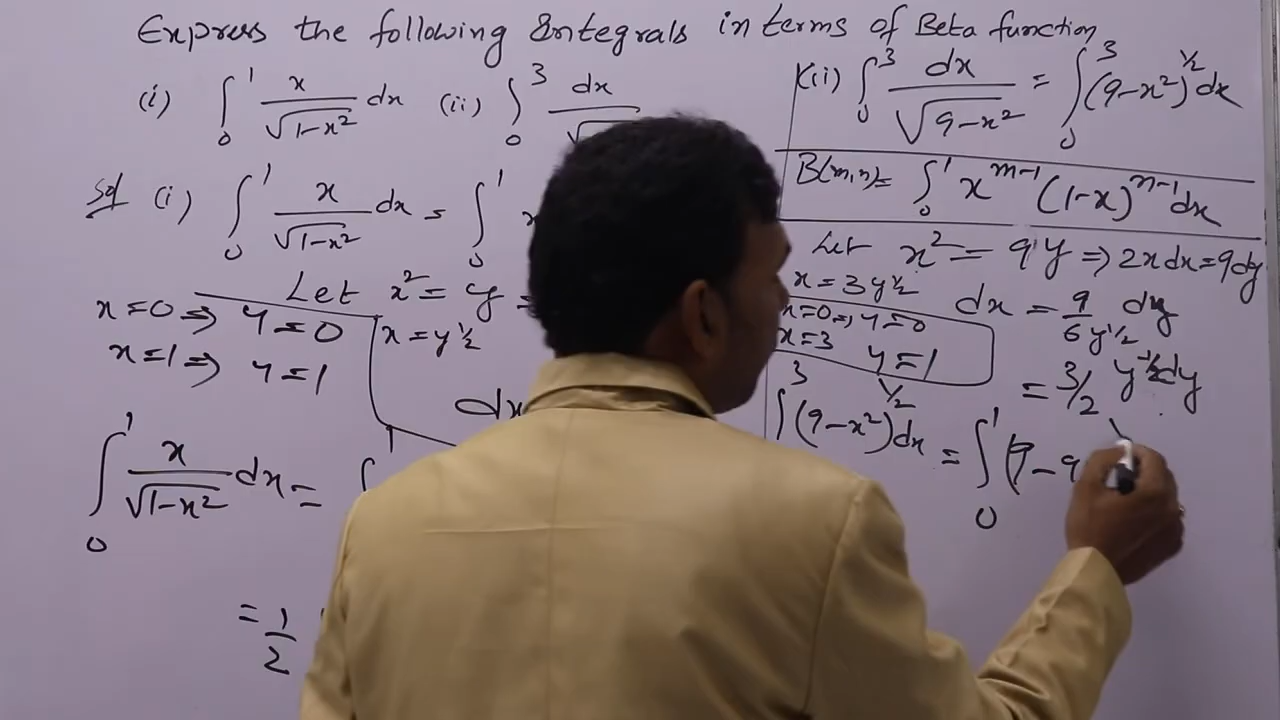 Express the following Integrals in terms of Beta function
(i) ∫₀¹ x/√(1-x²) dx (ii) ∫₀³ dx/√
Sol (i) ∫₀¹ x/√(1-x²) dx = ∫₀¹ x
Let x² = y =
x=0 ⇒ y=0
x=1 ⇒ y=1
x = y^½
dx
∫₀¹ x/√(1-x²) dx =
= 1/2
(ii) ∫₀³ dx/√(9-x²) = ∫₀³ (9-x²)^½ dx
B(m,n)= ∫₀¹ x^(m-1) (1-x)^(n-1) dx
Let x² = 9y ⇒ 2x dx = 9dy
x = 3y^½
dx = 9/(6y^½) dy
x=0 ⇒ y=0
x=3 y=1
= 3/2 y^(-½) dy
∫³ (9-x²)^½ dx = ∫₀¹ (9-9